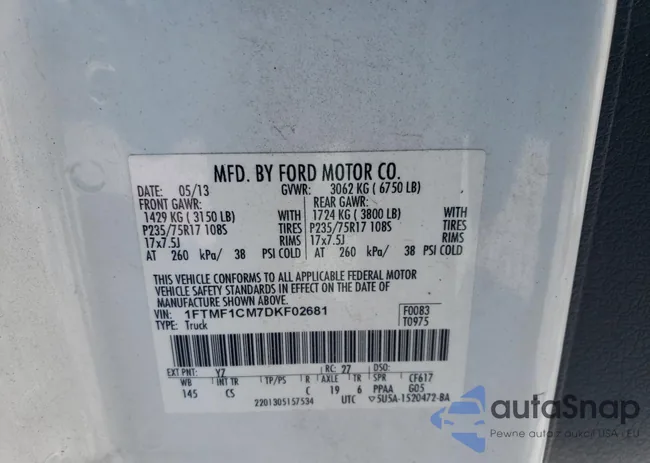 MFD. BY FORD MOTOR CO.
DATE: 05/13 GVWR: 3062 KG ( 6750 LB)
FRONT GAWR: REAR GAWR:
1429 KG ( 3150 LB) WITH 1724 KG ( 3800 LB) WITH
P235/75R17 108S TIRES P235/75R17 108S TIRES
17x7.5J RIMS 17x7.5J RIMS
AT 260 kPa/ 38 PSI COLD AT 260 kPa/ 38 PSI COLD
THIS VEHICLE CONFORMS TO ALL APPLICABLE FEDERAL MOTOR
VEHICLE SAFETY STANDARDS IN EFFECT ON THE DATE OF
MANUFACTURE SHOWN ABOVE.
VIN: 1FTMF1CM7DKF02681 F0083
TYPE: Truck T0975
EXT PNT: YZ RC: 27 DSO:
WB INT TR TP/PS R AXLE TR SPR CF617
145 CS C 19 6 PPAA G05
2201305157534 UTC 5U5A-1520472-BA
autoSnap
Pewne auto z aukcji USA i EU